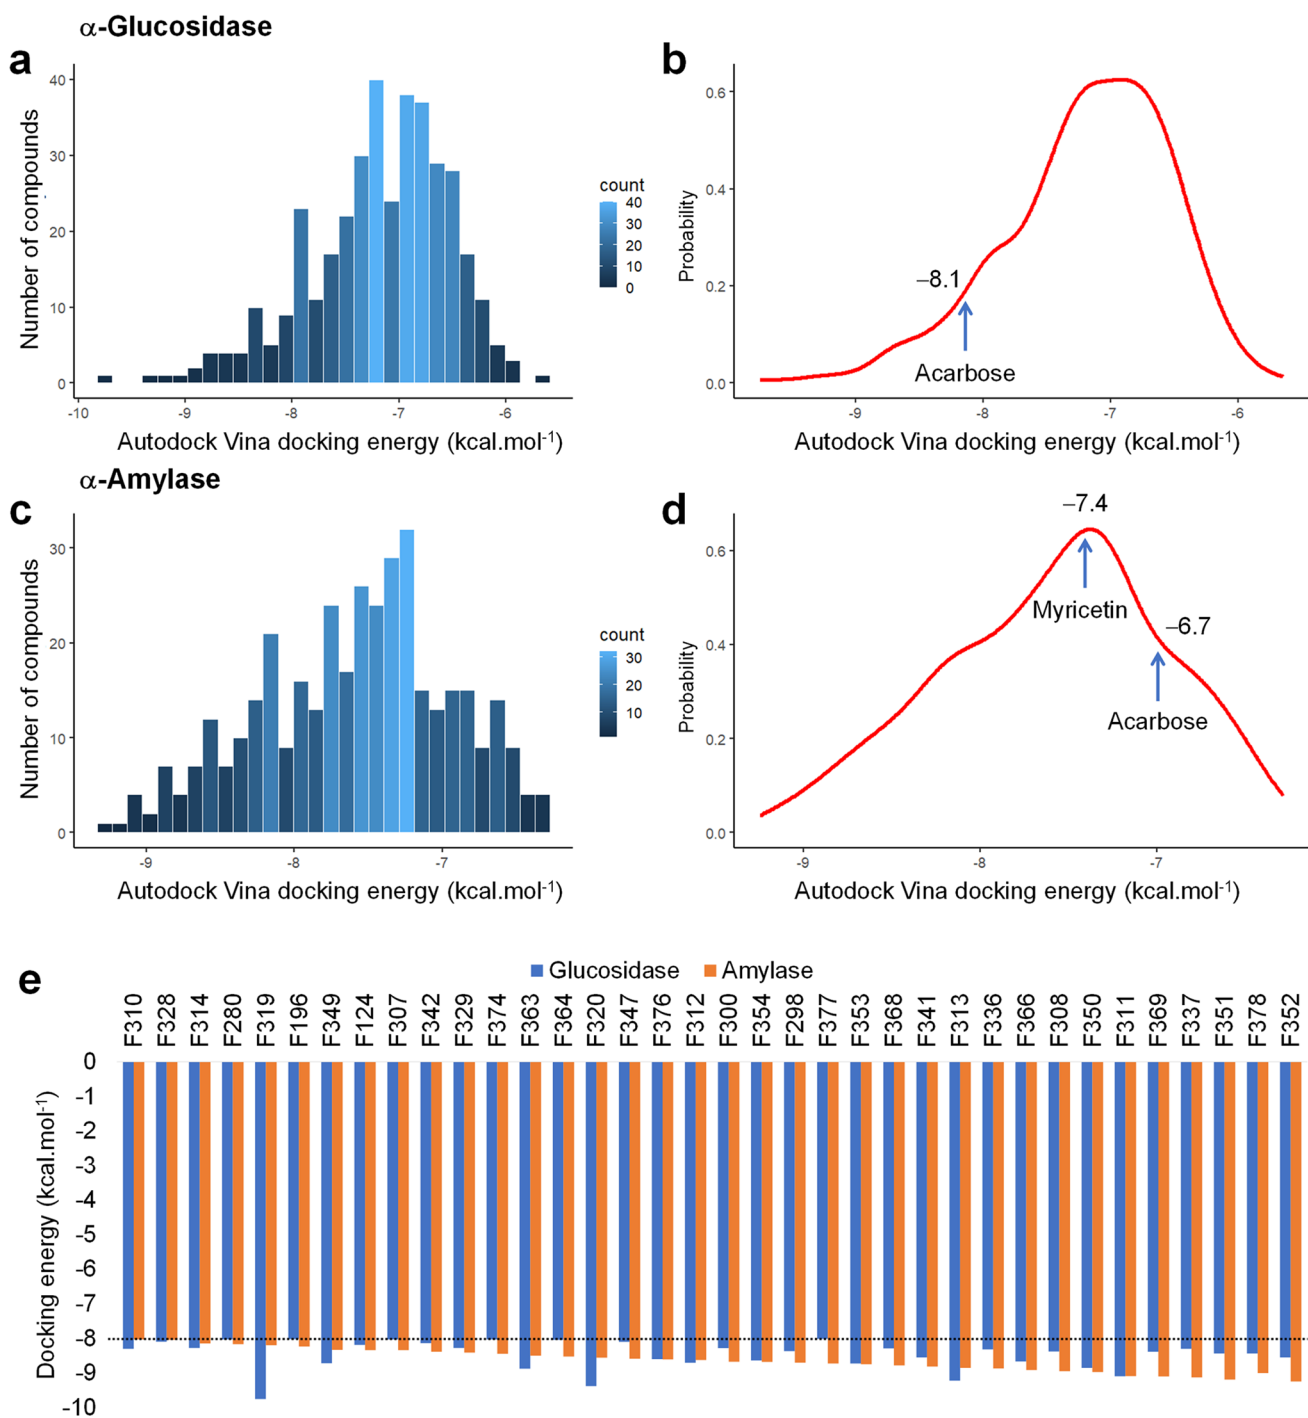 α-Glucosidase
a
Number of compounds
40
30
20
10
0
-10 -9 -8 -7 -6
Autodock Vina docking energy (kcal.mol-1)
count
40
30
20
10
0
b
Probability
0.6
0.4
0.2
0.0
−8.1
Acarbose
-9 -8 -7 -6
Autodock Vina docking energy (kcal.mol-1)
α-Amylase
c
Number of compounds
30
20
10
0
-9 -8 -7
Autodock Vina docking energy (kcal.mol-1)
count
30
20
10
d
Probability
0.6
0.4
0.2
0.0
−7.4
Myricetin
−6.7
Acarbose
-9 -8 -7
Autodock Vina docking energy (kcal.mol-1)
e
Glucosidase Amylase
F310 F328 F314 F280 F319 F196 F349 F124 F307 F342 F329 F374 F363 F364 F320 F347 F376 F312 F300 F354 F298 F377 F353 F368 F341 F313 F336 F366 F308 F350 F311 F369 F337 F351 F378 F352
Docking energy (kcal.mol-1)
0
-1
-2
-3
-4
-5
-6
-7
-8
-9
-10